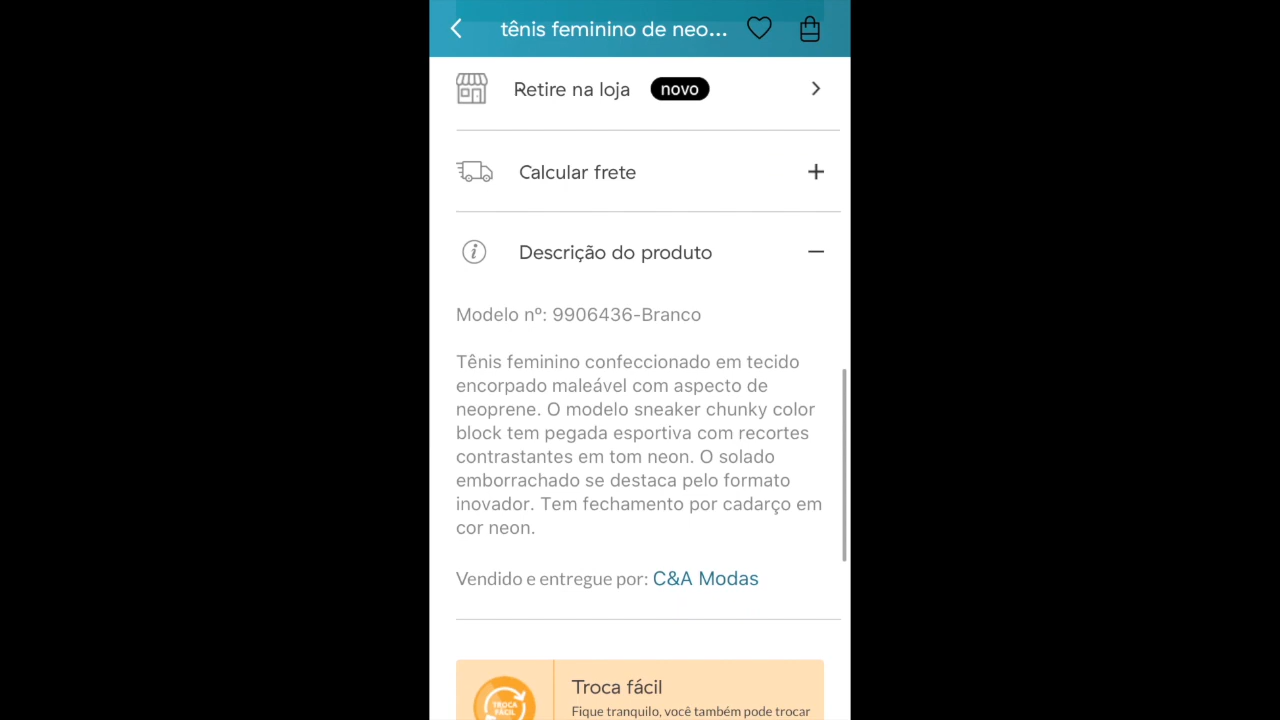 tênis feminino de neo...
Retire na loja novo
Calcular frete
Descrição do produto
Modelo nº: 9906436-Branco
Tênis feminino confeccionado em tecido
encorpado maleável com aspecto de
neoprene. O modelo sneaker chunky color
block tem pegada esportiva com recortes
contrastantes em tom neon. O solado
emborrachado se destaca pelo formato
inovador. Tem fechamento por cadarço em
cor neon.
Vendido e entregue por: C&A Modas
TROCA
FÁCIL
Troca fácil
Fique tranquilo, você também pode trocar